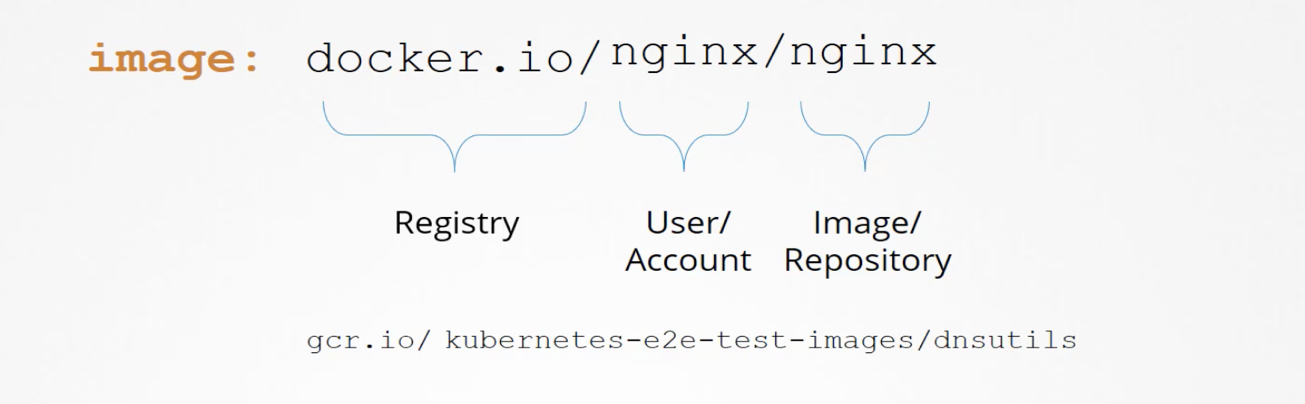 image: docker.io/nginx/nginx
Registry
User/
Account
Image/
Repository
gcr.io/ kubernetes-e2e-test-images/dnsutils